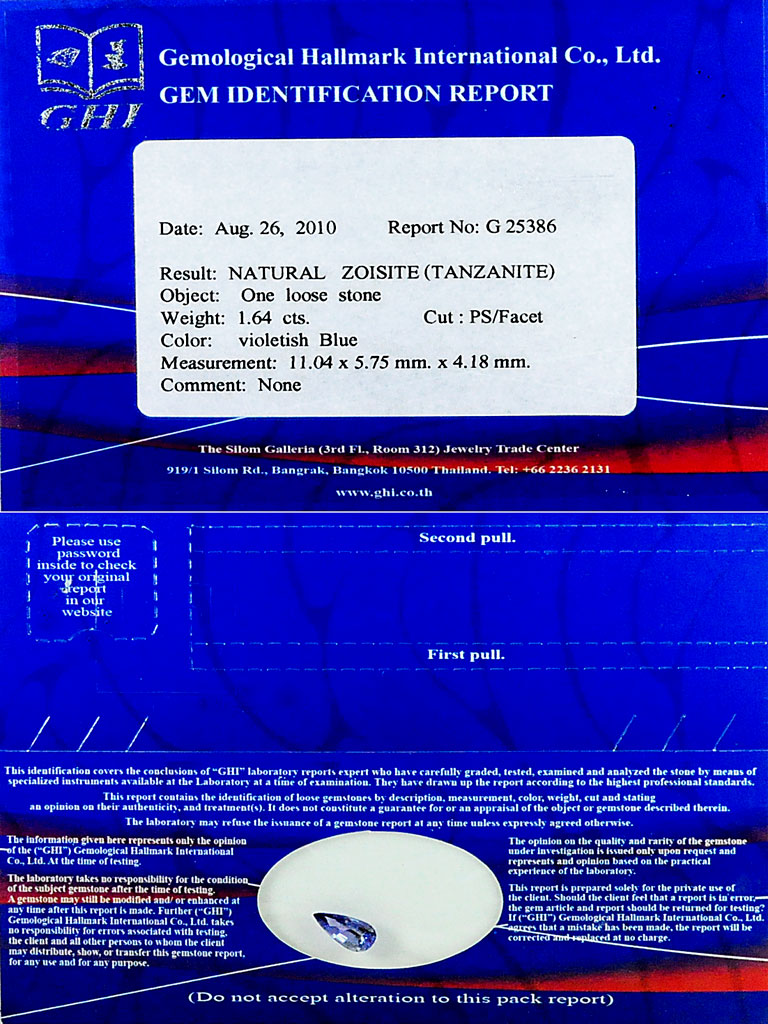 GHI
Gemological Hallmark International Co., Ltd.
GEM IDENTIFICATION REPORT
Date: Aug. 26, 2010 Report No: G 25386
Result: NATURAL ZOISITE (TANZANITE)
Object: One loose stone
Weight: 1.64 cts. Cut : PS/Facet
Color: violetish Blue
Measurement: 11.04 x 5.75 mm. x 4.18 mm.
Comment: None
The Silom Galleria (3rd Fl., Room 312) Jewelry Trade Center
919/1 Silom Rd., Bangrak, Bangkok 10500 Thailand. Tel: +66 2236 2131
www.ghi.co.th
Please use
password
inside to check
your original
report
in our
website
Second pull.
First pull.
This identification covers the conclusions of “GHI” laboratory reports expert who have carefully graded, tested, examined and analyzed the stone by means of
specialized instruments available at the Laboratory at a time of examination. They have drawn up the report according to the highest professional standards.
This report contains the identification of loose gemstones by description, measurement, color, weight, cut and stating
an opinion on their authenticity, and treatment(s). It does not constitute a guarantee for or an appraisal of the object or gemstone described therein.
The laboratory may refuse the issuance of a gemstone report at any time unless expressly agreed otherwise.
The information given here represents only the opinion
of the (“GHI”) Gemological Hallmark International
Co., Ltd. At the time of testing.
The laboratory takes no responsibility for the condition
of the subject gemstone after the time of testing.
A gemstone may still be modified and/ or enhanced at
any time after this report is made. Further (“GHI”)
Gemological Hallmark International Co., Ltd. takes
no responsibility for errors associated with testing,
the client and all other persons to whom the client
may distribute, show, or transfer this gemstone report,
for any use and for any purpose.
The opinion on the quality and rarity of the gemstone
under investigation is issued only upon request and
represents and opinion based on the practical
experience of the laboratory.
This report is prepared solely for the private use of
the client. Should the client feel that a report is in error,
the gem article and report should be returned for testing?
If (“GHI”) Gemological Hallmark International Co., Ltd.
agrees that a mistake has been made, the report will be
corrected and replaced at no charge.
(Do not accept alteration to this pack report)